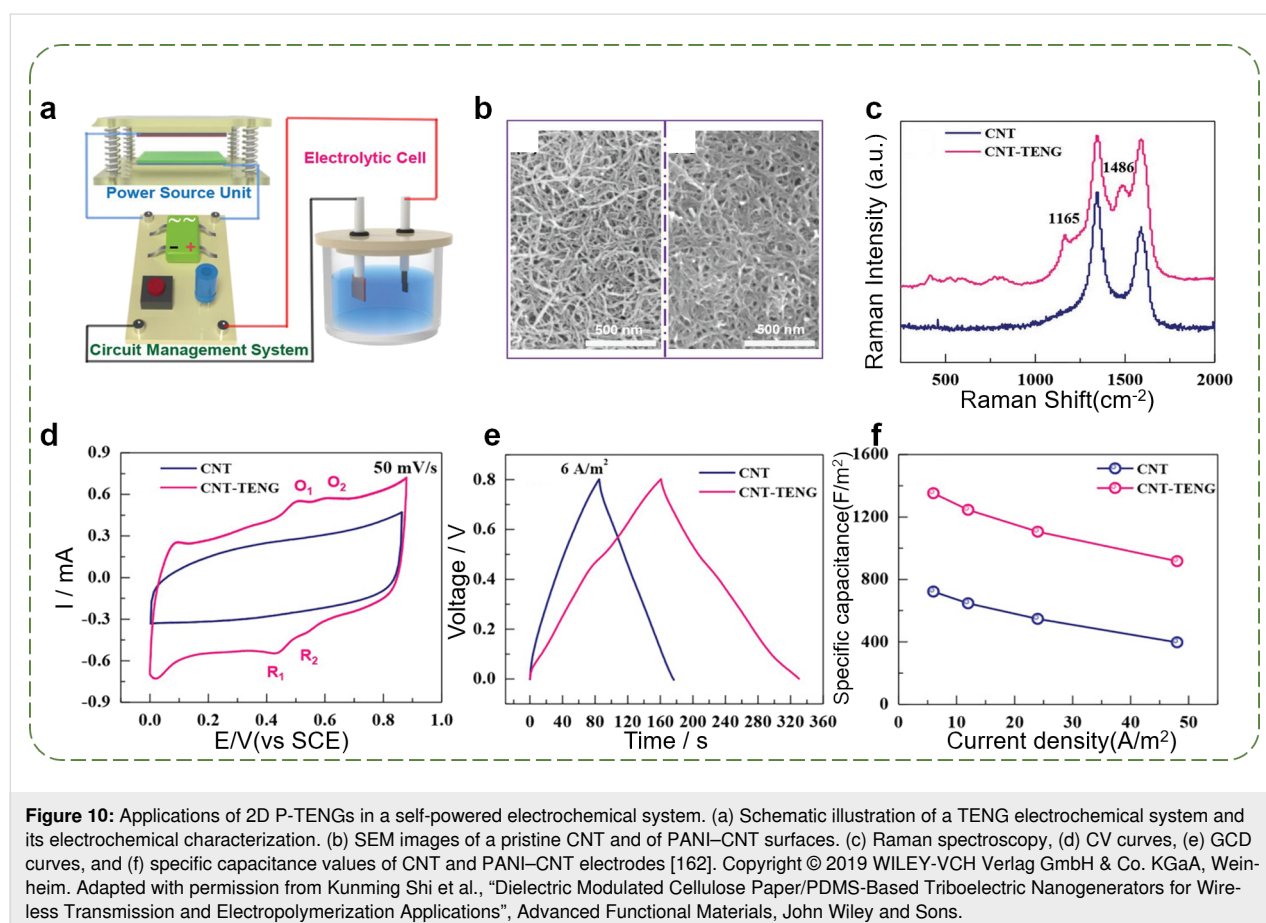 a
Electrolytic Cell
Power Source Unit
~ ~
- +
Circuit Management System
b
500 nm
500 nm
c
CNT
CNT-TENG
1486
1165
Raman Intensity (a.u.)
500 1000 1500 2000
Raman Shift(cm-2)
d
CNT
CNT-TENG
50 mV/s
O1 O2
R1
R2
0.9
0.6
0.3
0.0
-0.3
-0.6
-0.9
I / mA
0.0 0.2 0.4 0.6 0.8 1.0
E/V(vs SCE)
e
6 A/m2
CNT
CNT-TENG
0.8
0.6
0.4
0.2
0.0
Voltage / V
0 40 80 120 160 200 240 280 320 360
Time / s
f
CNT
CNT-TENG
1600
1200
800
400
0
Specific capacitance(F/m2)
0 10 20 30 40 50
Current density(A/m2)
Figure 10: Applications of 2D P-TENGs in a self-powered electrochemical system. (a) Schematic illustration of a TENG electrochemical system and
its electrochemical characterization. (b) SEM images of a pristine CNT and of PANI–CNT surfaces. (c) Raman spectroscopy, (d) CV curves, (e) GCD
curves, and (f) specific capacitance values of CNT and PANI–CNT electrodes [162]. Copyright © 2019 WILEY-VCH Verlag GmbH & Co. KGaA, Wein-
heim. Adapted with permission from Kunming Shi et al., “Dielectric Modulated Cellulose Paper/PDMS-Based Triboelectric Nanogenerators for Wire-
less Transmission and Electropolymerization Applications”, Advanced Functional Materials, John Wiley and Sons.